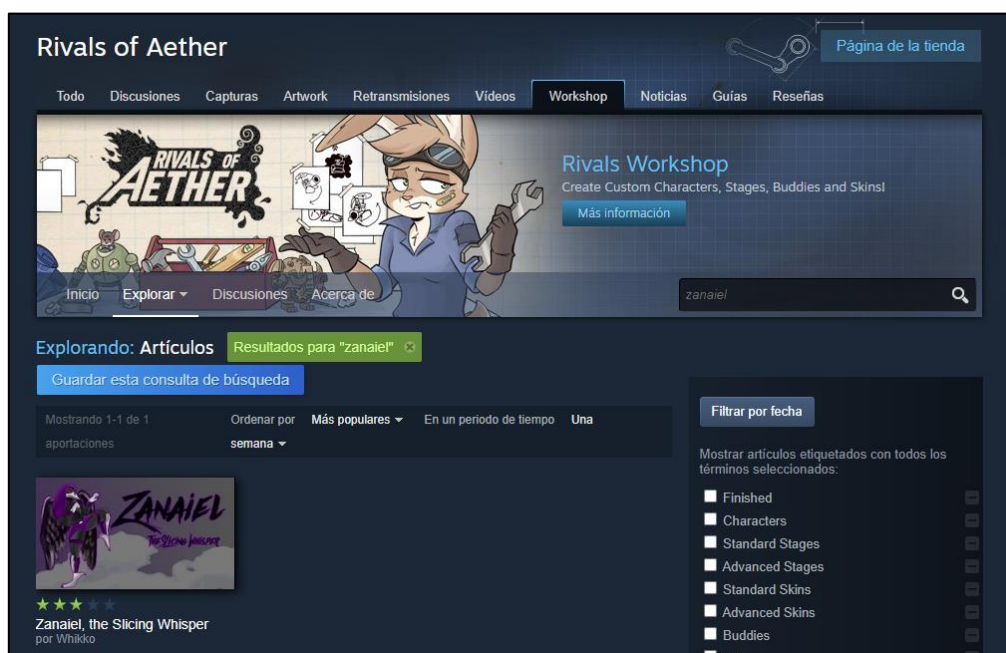 Rivals of Aether
Página de la tienda
Todo Discusiones Capturas Artwork Retransmisiones Vídeos Workshop Noticias Guías Reseñas
RIVALS OF
AETHER
Rivals Workshop
Create Custom Characters, Stages, Buddies and Skins!
Más información
Inicio Explorar Discusiones Acerca de
zanaiel
Explorando: Artículos Resultados para "zanaiel"
Guardar esta consulta de búsqueda
Mostrando 1-1 de 1
aportaciones
Ordenar por Más populares En un periodo de tiempo Una
semana
Filtrar por fecha
Mostrar artículos etiquetados con todos los
términos seleccionados:
Finished
Characters
Standard Stages
Advanced Stages
Standard Skins
Advanced Skins
Buddies
ZANAIEL
The Slicing Whisper
Zanaiel, the Slicing Whisper
por Whikko